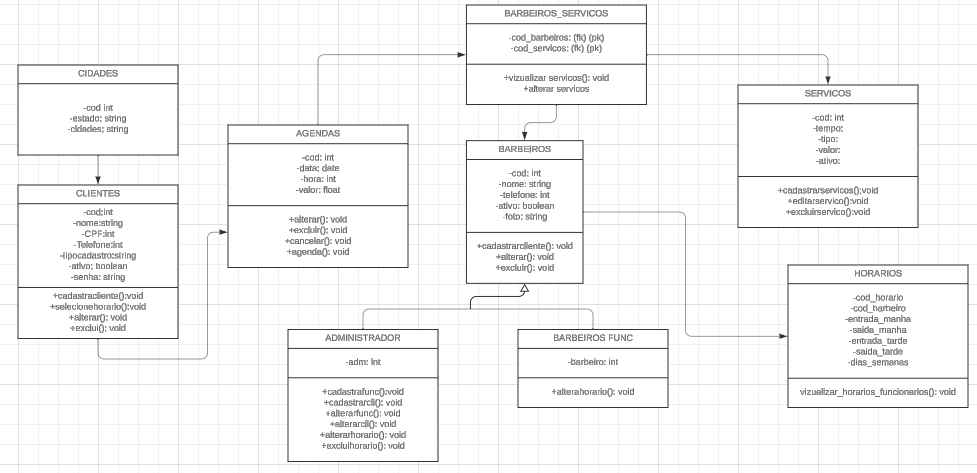 BARBEIROS_SERVICOS
-cod_barbeiros: (fk) (pk)
-cod_servicos: (fk) (pk)
+vizualizar servicos(): void
+alterar servicos
CIDADES
-cod int
-estado: string
-cidades; string
SERVICOS
-cod: int
-tempo:
-tipo:
-valor:
-ativo:
+cadastrarservicos();void
+editarservico():void
+excluirservico():void
AGENDAS
-cod: int
-data; date
-hora: int
-valor: float
+alterar(): void
+excluir(): void
+cancelar(): void
+agenda(): void
BARBEIROS
-cod: int
-nome: string
-telefone: int
-ativo: boolean
-foto: string
+cadastrarcliente(): void
+alterar(): void
+excluir(): void
CLIENTES
-cod;int
-nome:string
-CPF:int
-Telefone:int
-tipocadastro:string
-ativo; boolean
-senha: string
+cadastracliente():void
+selecionehorario():void
+alterar(): void
+exclui(): void
HORARIOS
-cod_horario
-cod_barbeiro
-entrada_manha
-saida_manha
-entrada_tarde
-saida_tarde
-dias_semanas
vizualizar_horarios_funcionarios(): void
ADMINISTRADOR
-adm: int
+cadastrafunc():void
+cadastrarcli(): void
+alterarfunc(): void
+alterarcli(): void
+alterarhorario(): void
+excluihorario(): void
BARBEIROS FUNC
-barbeiro: int
+alterahorario(): void